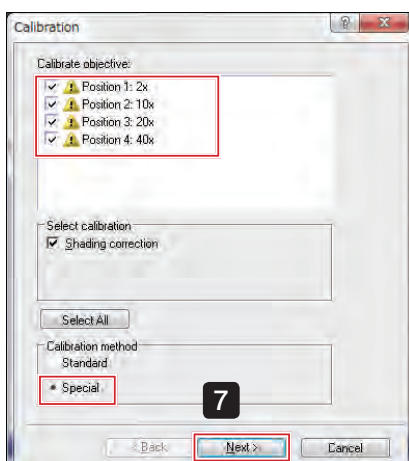 Calibration
Calibrate objective:
Position 1: 2x
Position 2: 10x
Position 3: 20x
Position 4: 40x
Select calibration
Shading correction
Select All
Calibration method
Standard
Special
7
< Back Next > Cancel